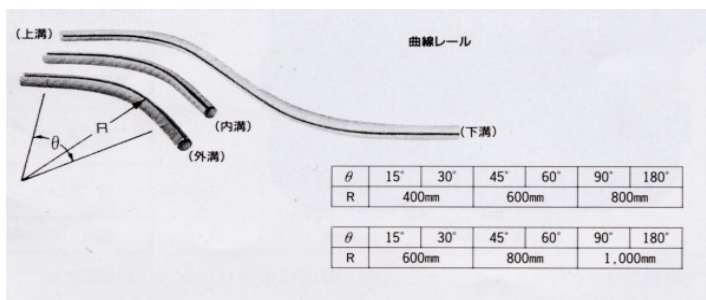 (上溝)
曲線レール
R
θ
(内溝)
(下溝)
(外溝)
θ 15° 30° 45° 60° 90° 180°
R 400mm 600mm 800mm
θ 15° 30° 45° 60° 90° 180°
R 600mm 800mm 1.000mm